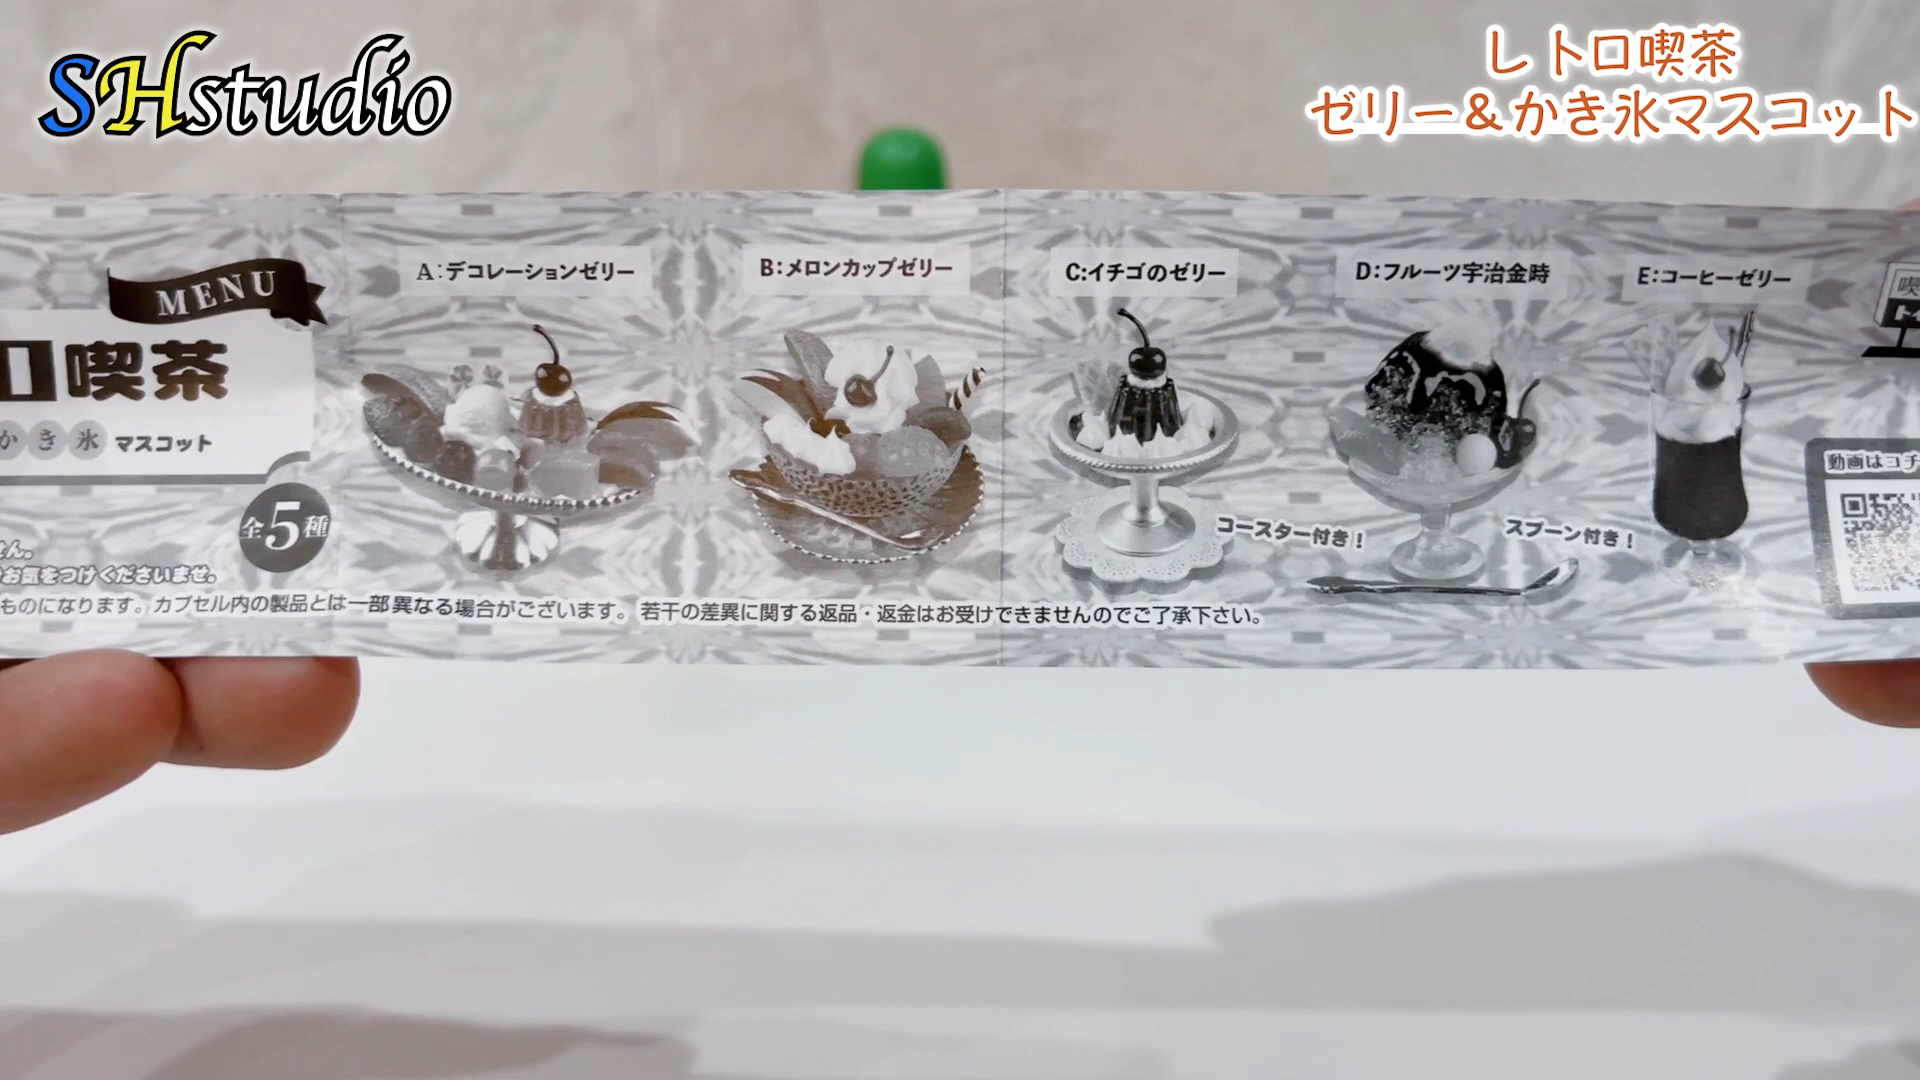 SHstudio
レトロ喫茶
ゼリー&かき氷マスコット
MENU
ロ喫茶
かき氷マスコット
全5種
せん。
お気をつけくださいませ。
ものになります。カプセル内の製品とは一部異なる場合がございます。若干の差異に関する返品・返金はお受けできませんのでご了承下さい。
A:デコレーションゼリー
B:メロンカップゼリー
C:イチゴのゼリー
コースター付き!
D:フルーツ宇治金時
スプーン付き!
E:コーヒーゼリー
喫
動画はコチ